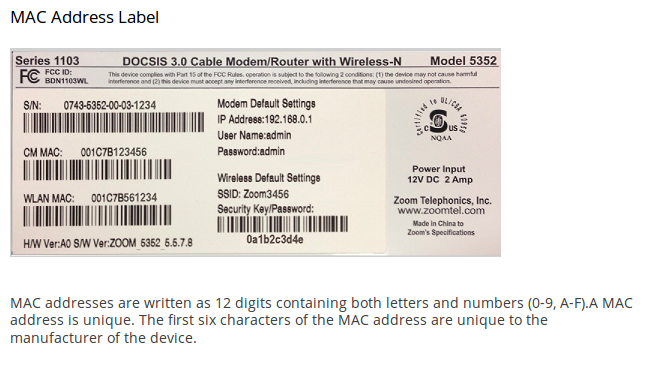 MAC Address Label
Series 1103 DOCSIS 3.0 Cable Modem/Router with Wireless-N Model 5352
FC FCC ID:
BDN1103WL
This device complies with Part 15 of the FCC Rules. operation is subject to the following 2 conditions: (1) the device may not cause harmful
interference and (2) this device must accept any interference received, including interference that may cause undesired operation.
S/N: 0743-5352-00-03-1234
CM MAC: 001C7B123456
WLAN MAC: 001C7B561234
H/W Ver:A0 S/W Ver:ZOOM_5352_5.5.7.8
Modem Default Settings
IP Address:192.168.0.1
User Name:admin
Password:admin
Wireless Default Settings
SSID: Zoom3456
Security Key/Password:
0a1b2c3d4e
Certified to UL/CSA 60950
C S US
NQAA
Power Input
12V DC 2 Amp
Zoom Telephonics, Inc.
www.zoomtel.com
Made in China to
Zoom's Specifications
MAC addresses are written as 12 digits containing both letters and numbers (0-9, A-F).A MAC
address is unique. The first six characters of the MAC address are unique to the
manufacturer of the device.